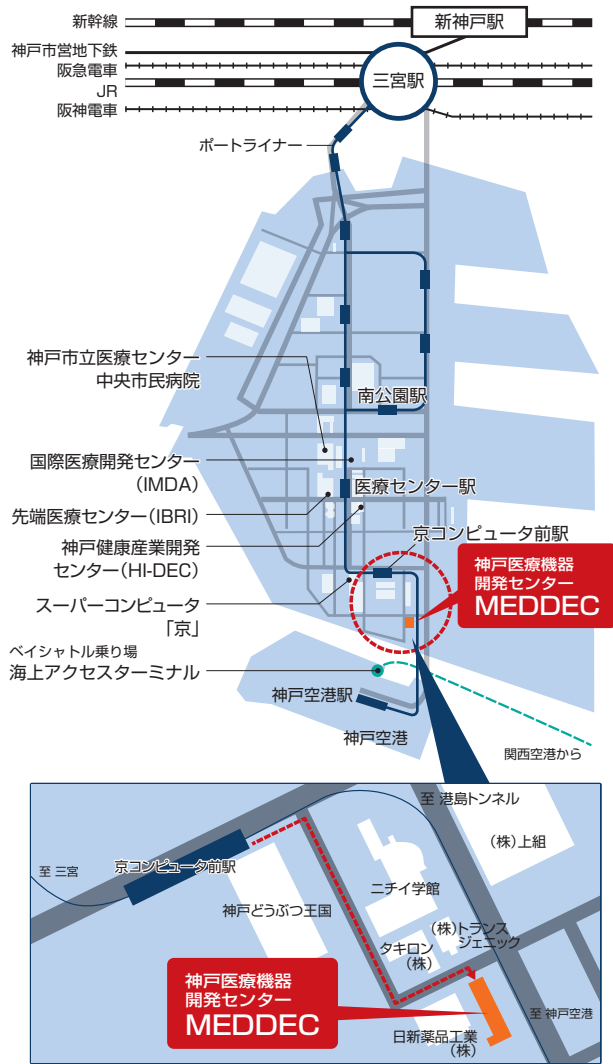 新幹線
新神戸駅
神戸市営地下鉄
阪急電車
三宮駅
JR
阪神電車
ポートライナー
神戸市立医療センター
中央市民病院
南公園駅
国際医療開発センター
(IMDA)
医療センター駅
先端医療センター(IBRI)
京コンピュータ前駅
神戸健康産業開発
センター(HI-DEC)
神戸医療機器
開発センター
MEDDEC
スーパーコンピュータ
「京」
ベイシャトル乗り場
海上アクセスターミナル
神戸空港駅
神戸空港
関西空港から
至 港島トンネル
(株)上組
至 三宮
京コンピュータ前駅
ニチイ学館
神戸どうぶつ王国
(株)トランス
ジェニック
タキロン
(株)
神戸医療機器
開発センター
MEDDEC
至 神戸空港
日新薬品工業
(株)